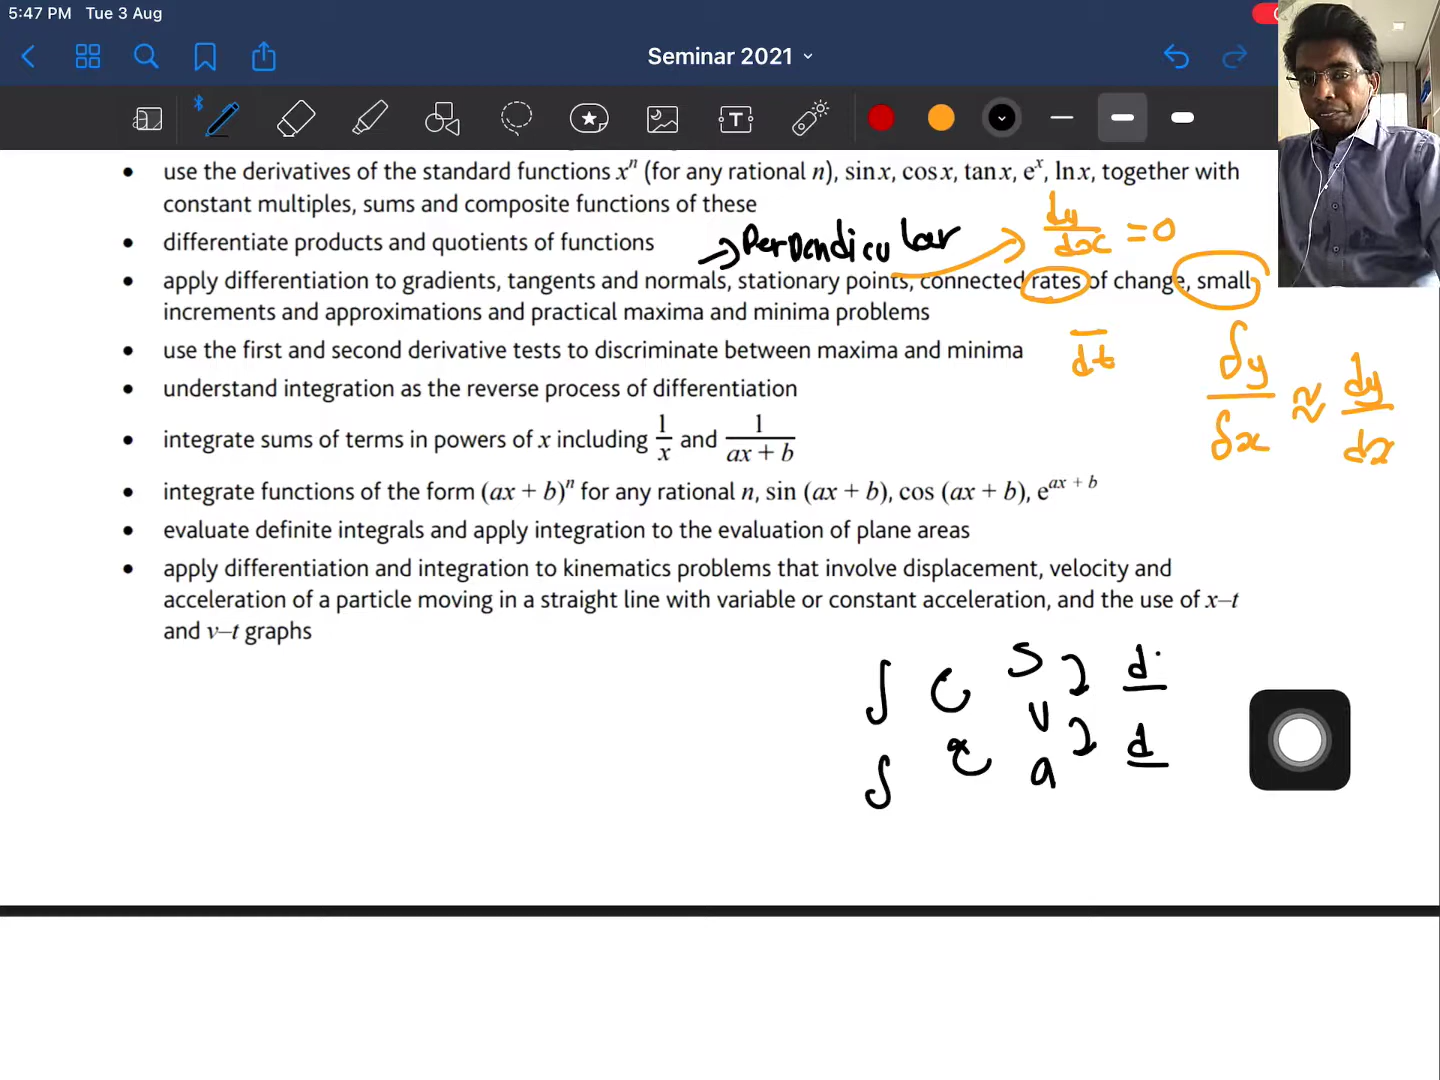 5:47 PM Tue 3 Aug
Seminar 2021
T
• use the derivatives of the standard functions xⁿ (for any rational n), sin x, cos x, tan x, eˣ, ln x, together with
constant multiples, sums and composite functions of these
dy/dx = 0
• differentiate products and quotients of functions
→ Perpendicular
• apply differentiation to gradients, tangents and normals, stationary points, connected rates of change, small
increments and approximations and practical maxima and minima problems
• use the first and second derivative tests to discriminate between maxima and minima
dt
δy/δx ≈ dy/dx
• understand integration as the reverse process of differentiation
• integrate sums of terms in powers of x including 1/x and 1/(ax + b)
• integrate functions of the form (ax + b)ⁿ for any rational n, sin (ax + b), cos (ax + b), e^(ax + b)
• evaluate definite integrals and apply integration to the evaluation of plane areas
• apply differentiation and integration to kinematics problems that involve displacement, velocity and
acceleration of a particle moving in a straight line with variable or constant acceleration, and the use of x–t
and v–t graphs
∫ s d
v
∫ a d